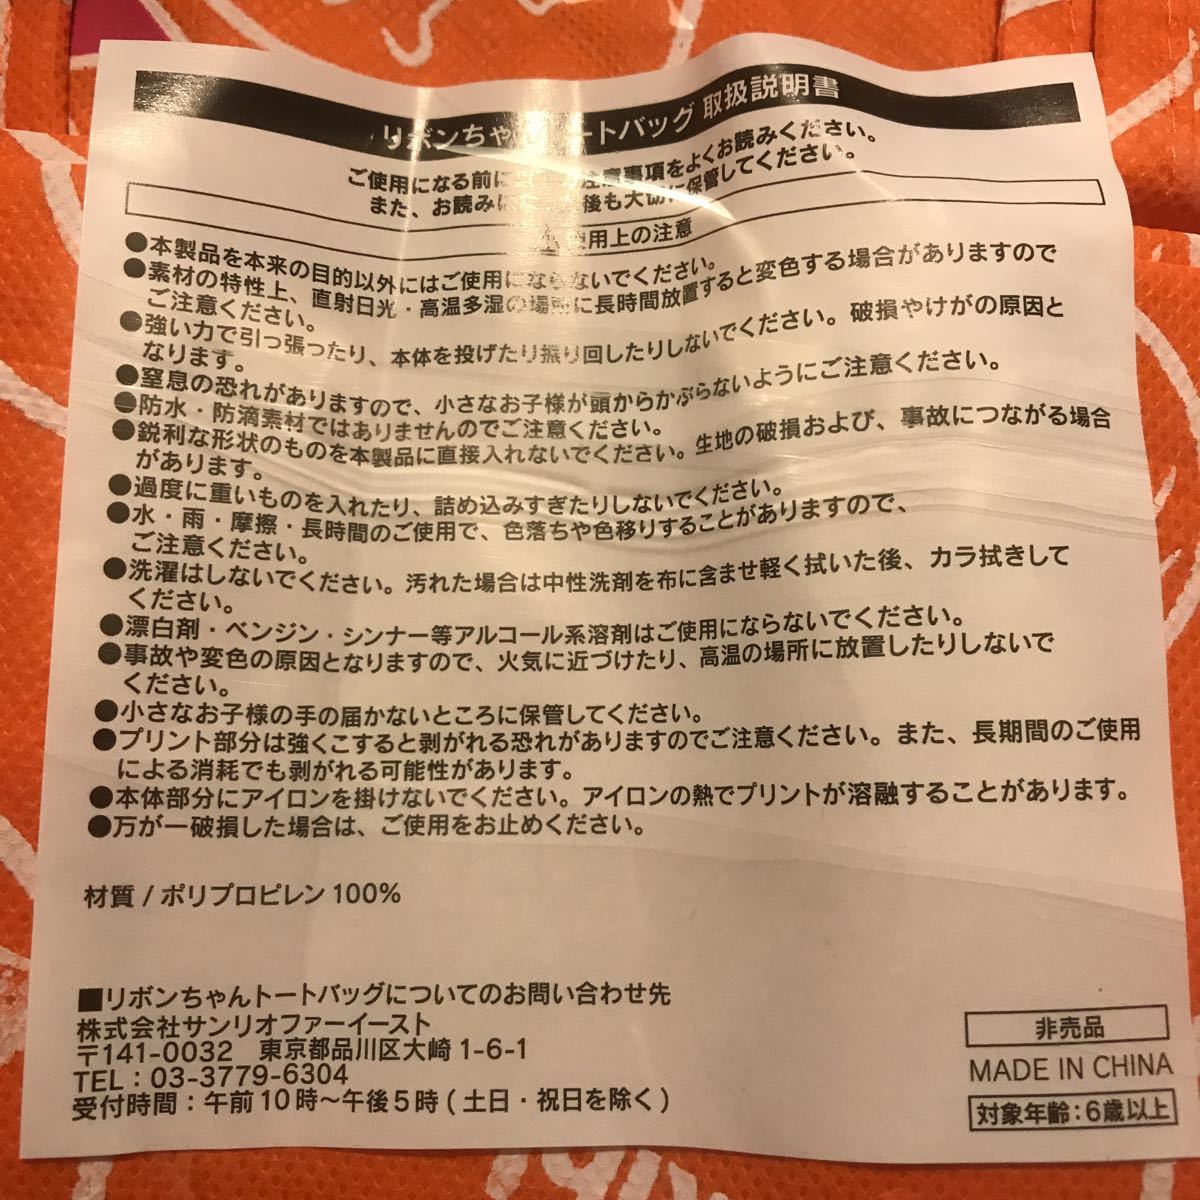 リボンちゃんトートバッグ 取扱説明書
ご使用になる前に 注意事項をよくお読みください。
また、お読みに 後も大切に保管してください。
使用上の注意
●本製品を本来の目的以外にはご使用にならないでください。
●素材の特性上、直射日光・高温多湿の場所に長時間放置すると変色する場合がありますので
ご注意ください。
●強い力で引っ張ったり、本体を投げたり振り回したりしないでください。破損やけがの原因と
なります。
●窒息の恐れがありますので、小さなお子様が頭からかぶらないようにご注意ください。
●防水・防滴素材ではありませんのでご注意ください。
●鋭利な形状のものを本製品に直接入れないでください。生地の破損および、事故につながる場合
があります。
●過度に重いものを入れたり、詰め込みすぎたりしないでください。
●水・雨・摩擦・長時間のご使用で、色落ちや色移りすることがありますので、
ご注意ください。
●洗濯はしないでください。汚れた場合は中性洗剤を布に含ませ軽く拭いた後、カラ拭きして
ください。
●漂白剤・ベンジン・シンナー等アルコール系溶剤はご使用にならないでください。
●事故や変色の原因となりますので、火気に近づけたり、高温の場所に放置したりしないで
ください。
●小さなお子様の手の届かないところに保管してください。
●プリント部分は強くこすると剥がれる恐れがありますのでご注意ください。また、長期間のご使用
による消耗でも剥がれる可能性があります。
●本体部分にアイロンを掛けないでください。アイロンの熱でプリントが溶融することがあります。
●万が一破損した場合は、ご使用をお止めください。
材質 / ポリプロピレン 100%
■リボンちゃんトートバッグについてのお問い合わせ先
株式会社サンリオファーイースト
〒141-0032 東京都品川区大崎 1-6-1
TEL：03-3779-6304
受付時間：午前10時～午後5時 (土日・祝日を除く)
非売品
MADE IN CHINA
対象年齢：6歳以上